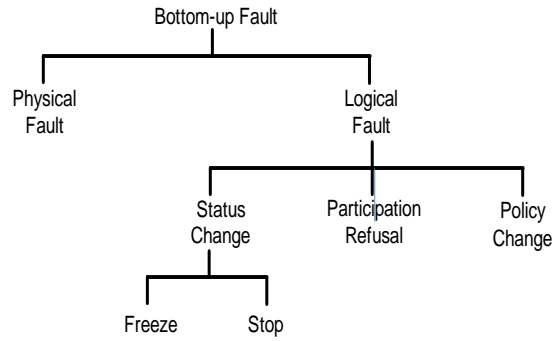 Bottom-up Fault
Physical
Fault
Logical
Fault
Status
Change
Participation
Refusal
Policy
Change
Freeze
Stop